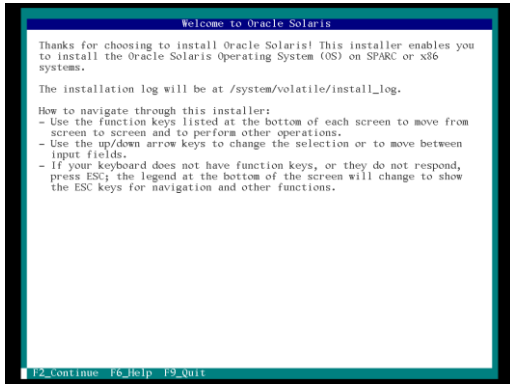 Welcome to Oracle Solaris
Thanks for choosing to install Oracle Solaris! This installer enables you
to install the Oracle Solaris Operating System (OS) on SPARC or x86
systems.
The installation log will be at /system/volatile/install_log.
How to navigate through this installer:
- Use the function keys listed at the bottom of each screen to move from
screen to screen and to perform other operations.
- Use the up/down arrow keys to change the selection or to move between
input fields.
- If your keyboard does not have function keys, or they do not respond,
press ESC; the legend at the bottom of the screen will change to show
the ESC keys for navigation and other functions.
F2_Continue F6_Help F9_Quit